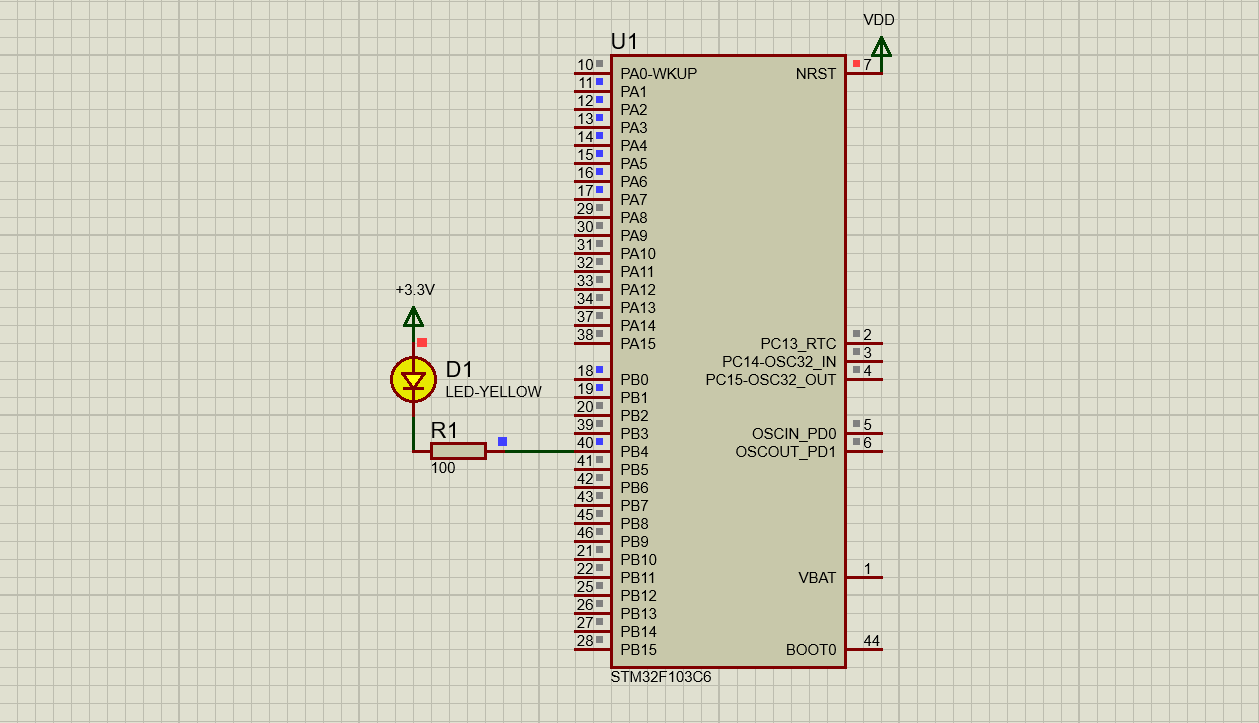 VDD
U1
10 PA0-WKUP NRST 7
11 PA1
12 PA2
13 PA3
14 PA4
15 PA5
16 PA6
17 PA7
29 PA8
30 PA9
31 PA10
32 PA11
33 PA12
34 PA13
37 PA14
38 PA15 PC13_RTC 2
PC14-OSC32_IN 3
18 PB0 PC15-OSC32_OUT 4
19 PB1
20 PB2
39 PB3 OSCIN_PD0 5
40 PB4 OSCOUT_PD1 6
41 PB5
42 PB6
43 PB7
45 PB8
46 PB9
21 PB10
22 PB11 VBAT 1
25 PB12
26 PB13
27 PB14
28 PB15 BOOT0 44
STM32F103C6
+3.3V
D1
LED-YELLOW
R1
100